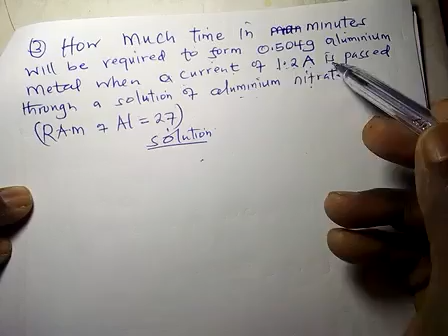 ③ How much time in minutes
will be required to form 0.504g aluminium
metal when a current of 1.2A is passed
through a solution of aluminium nitrat
(RAM of Al = 27)
solution